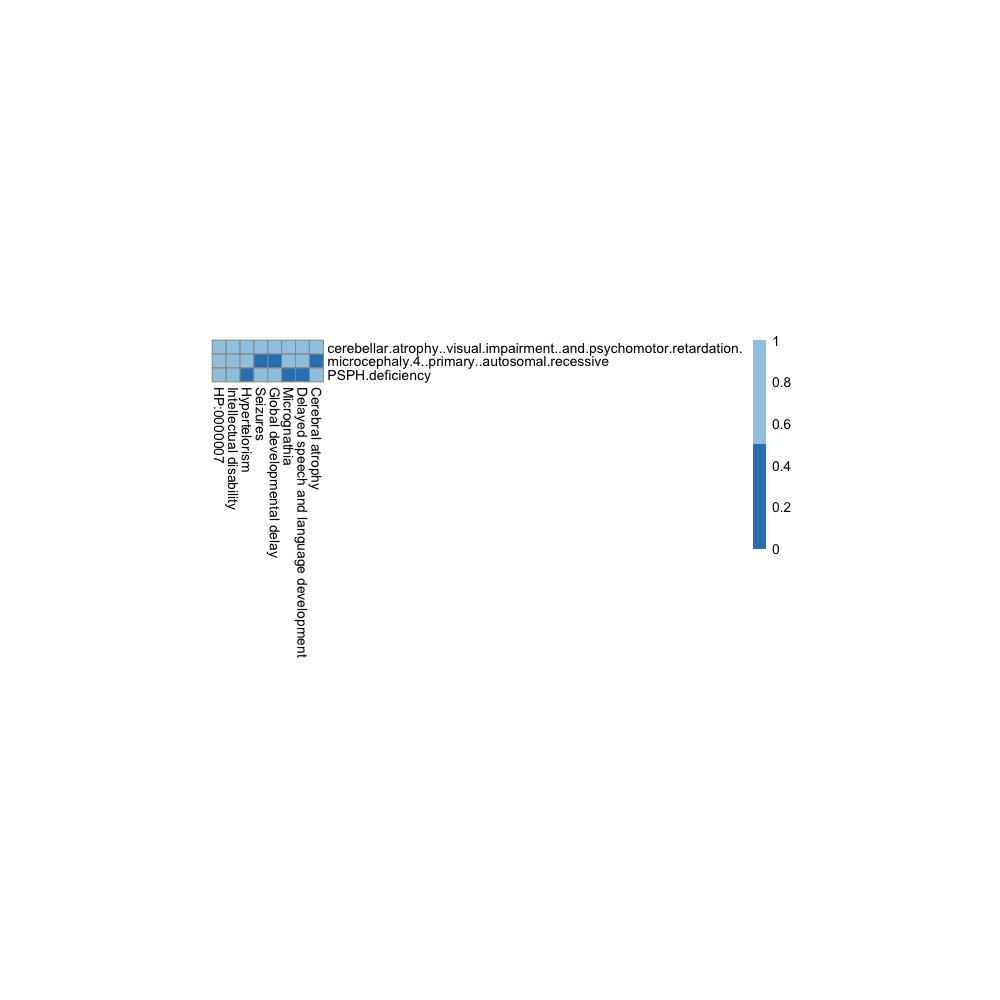 cerebellar.atrophy..visual.impairment..and.psychomotor.retardation.
microcephaly.4..primary..autosomal.recessive
PSPH.deficiency
HP:0000007
Intellectual disability
Hypertelorism
Seizures
Global developmental delay
Micrognathia
Delayed speech and language development
Cerebral atrophy
1
0.8
0.6
0.4
0.2
0